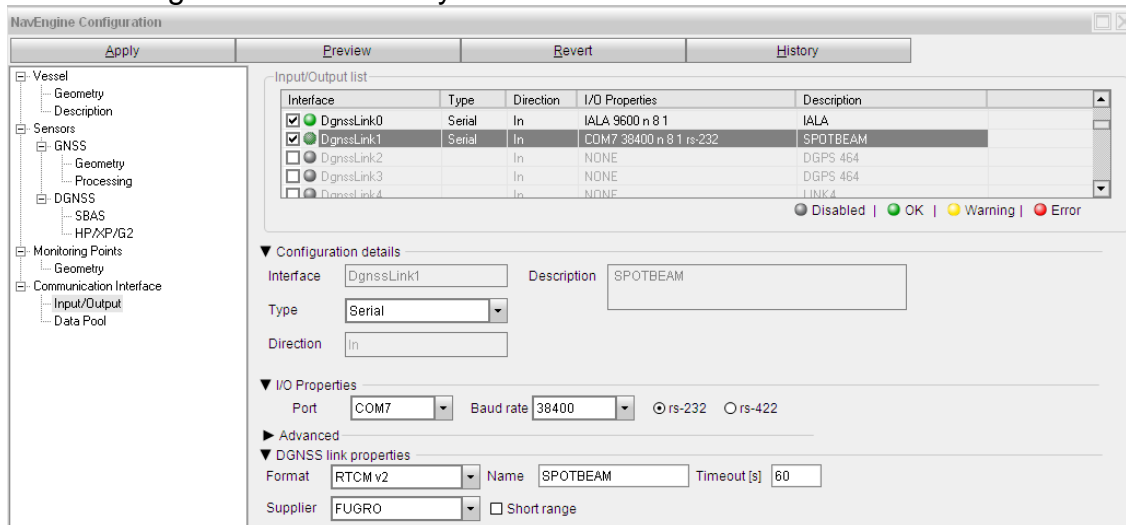 NavEngine Configuration
Apply Preview Revert History
Vessel
Geometry
Description
Sensors
GNSS
Geometry
Processing
DGNSS
SBAS
HP/XP/G2
Monitoring Points
Geometry
Communication Interface
Input/Output
Data Pool
Input/Output list
Interface Type Direction I/O Properties Description
DgnssLink0 Serial In IALA 9600 n 8 1 IALA
DgnssLink1 Serial In COM7 38400 n 8 1 rs-232 SPOTBEAM
DgnssLink2 In NONE DGPS 464
DgnssLink3 In NONE DGPS 464
DgnssLink4 In NONE LINK4
Disabled | OK | Warning | Error
Configuration details
Interface DgnssLink1 Description SPOTBEAM
Type Serial
Direction In
I/O Properties
Port COM7 Baud rate 38400 rs-232 rs-422
Advanced
DGNSS link properties
Format RTCM v2 Name SPOTBEAM Timeout [s] 60
Supplier FUGRO Short range